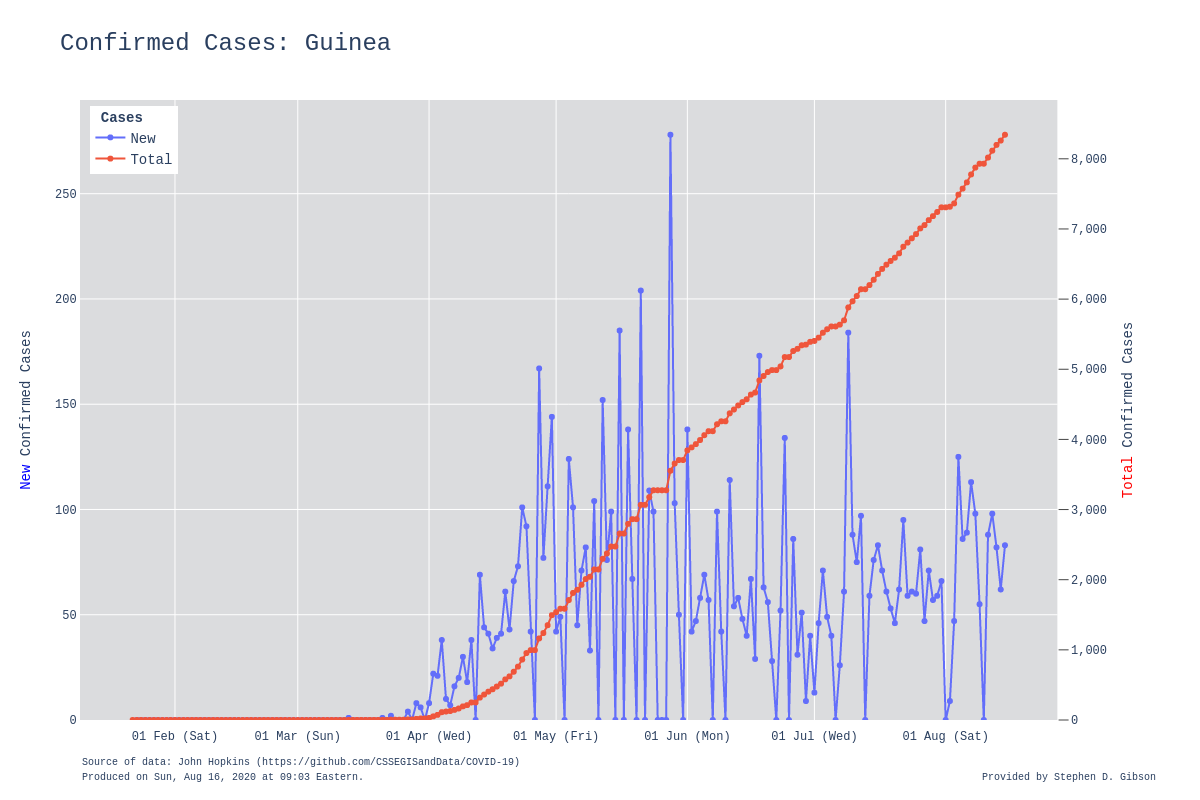 Confirmed Cases: Guinea
Cases
New
Total
250
200
150
100
50
0
8,000
7,000
6,000
5,000
4,000
3,000
2,000
1,000
0
New Confirmed Cases
Total Confirmed Cases
01 Feb (Sat)
01 Mar (Sun)
01 Apr (Wed)
01 May (Fri)
01 Jun (Mon)
01 Jul (Wed)
01 Aug (Sat)
Source of data: John Hopkins (https://github.com/CSSEGISandData/COVID-19)
Produced on Sun, Aug 16, 2020 at 09:03 Eastern.
Provided by Stephen D. Gibson